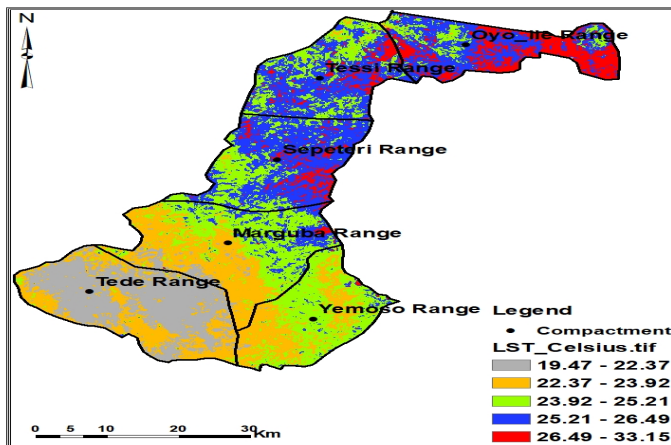 N
Oyo_Ile Range
Tessi Range
Sepeteri Range
Marguba Range
Tede Range
Yemoso Range
Legend
Compactment
LST_Celsius.tif
19.47 - 22.37
22.37 - 23.92
23.92 - 25.21
25.21 - 26.49
26.49 - 33.15
0 5 10 20 30
Km